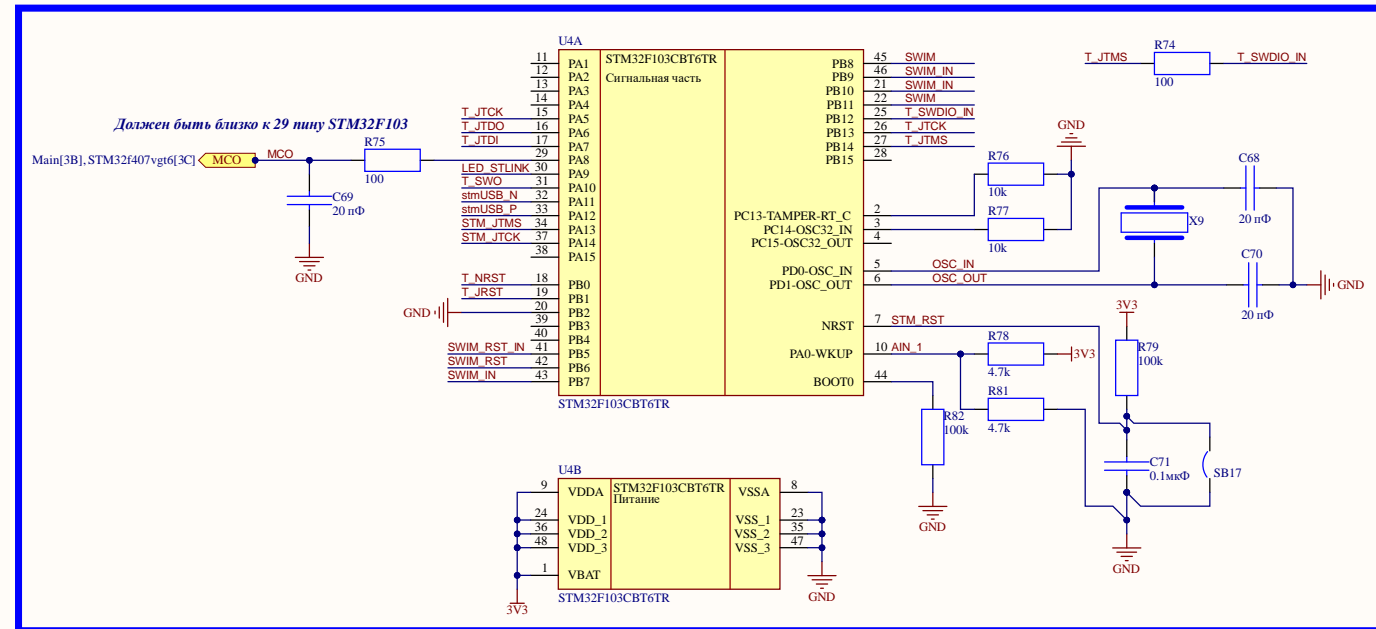 U4A
STM32F103CBT6TR
Сигнальная часть
11 PA1
12 PA2
13 PA3
14 PA4
T_JTCK 15 PA5
T_JTDO 16 PA6
T_JTDI 17 PA7
29 PA8
LED_STLINK 30 PA9
T_SWO 31 PA10
stmUSB_N 32 PA11
stmUSB_P 33 PA12
STM_JTMS 34 PA13
STM_JTCK 37 PA14
38 PA15
T_NRST 18 PB0
T_JRST 19 PB1
GND 20 PB2
39 PB3
40 PB4
SWIM_RST_IN 41 PB5
SWIM_RST 42 PB6
SWIM_IN 43 PB7
STM32F103CBT6TR
Должен быть близко к 29 пину STM32F103
Main[3B], STM32f407vgt6[3C] MCO MCO
R75
100
C69
20 пФ
GND
PB8 45 SWIM
PB9 46 SWIM_IN
PB10 21 SWIM_IN
PB11 22 SWIM
PB12 25 T_SWDIO_IN
PB13 26 T_JTCK
PB14 27 T_JTMS
PB15 28
PC13-TAMPER-RT_C 2
PC14-OSC32_IN 3
PC15-OSC32_OUT 4
PD0-OSC_IN 5 OSC_IN
PD1-OSC_OUT 6 OSC_OUT
NRST 7 STM_RST
PA0-WKUP 10 AIN_1
BOOT0 44
T_JTMS R74 T_SWDIO_IN
100
GND
R76
10k
R77
10k
C68
20 пФ
X9
C70
20 пФ
GND
3V3
R79
100k
R78
4.7k
3V3
R81
4.7k
R82
100k
GND
C71
0.1мкФ
SB17
GND
U4B
STM32F103CBT6TR
Питание
9 VDDA VSSA 8
24 VDD_1 VSS_1 23
36 VDD_2 VSS_2 35
48 VDD_3 VSS_3 47
1 VBAT
3V3
STM32F103CBT6TR
GND